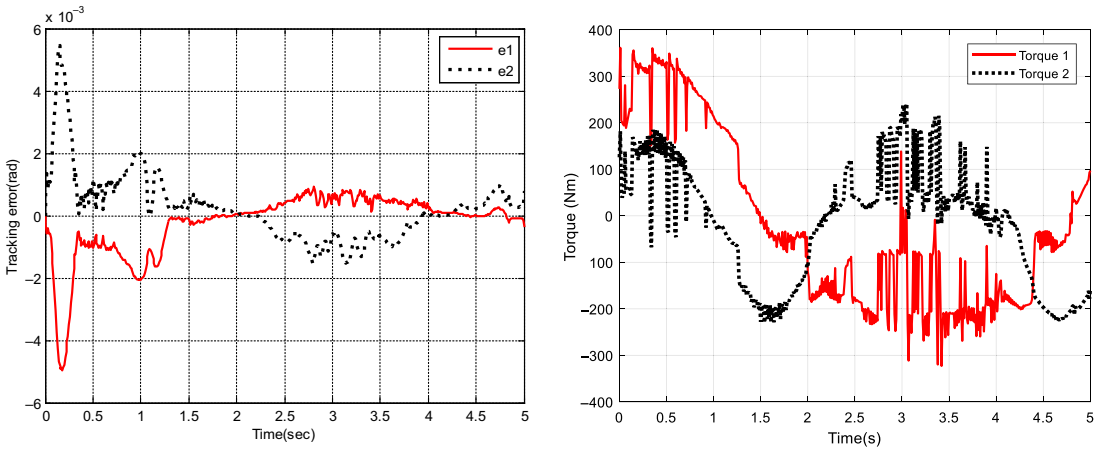 x 10⁻³
6
4
2
0
–2
–4
–6
0 0.5 1 1.5 2 2.5 3 3.5 4 4.5 5
Tracking error(rad)
Time(sec)
e1
e2
400
300
200
100
0
100
–200
–300
–400
0 0.5 1 1.5 2 2.5 3 3.5 4 4.5 5
Torque (Nm)
Time(s)
Torque 1
Torque 2